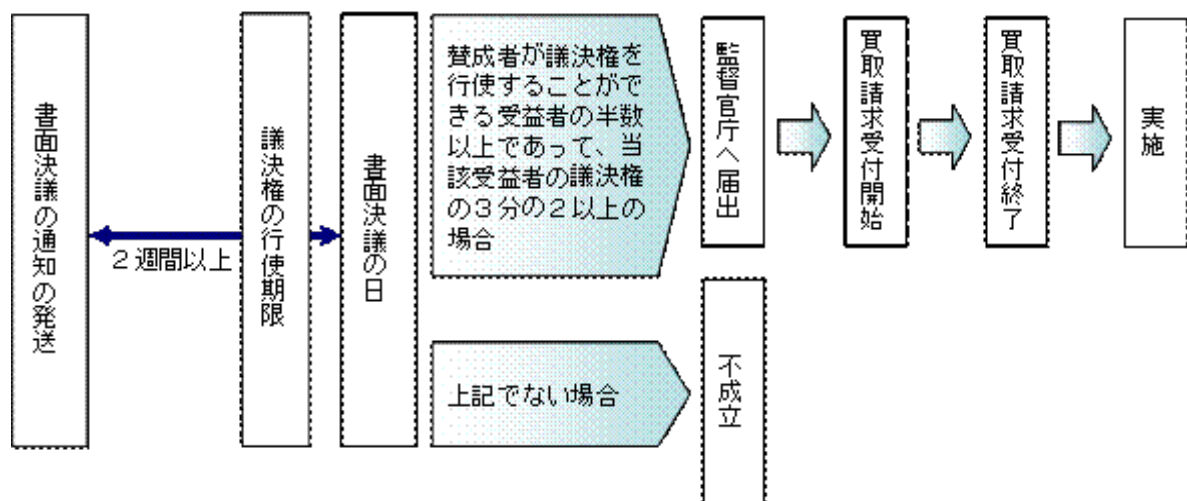 書面決議の通知の発送
2週間以上
議決権の行使期限
書面決議の日
賛成者が議決権を
行使することがで
きる受益者の半数
以上であって、当
該受益者の議決権
の3分の2以上の
場合
監督官庁へ届出
買取請求受付開始
買取請求受付終了
実施
上記でない場合
不成立